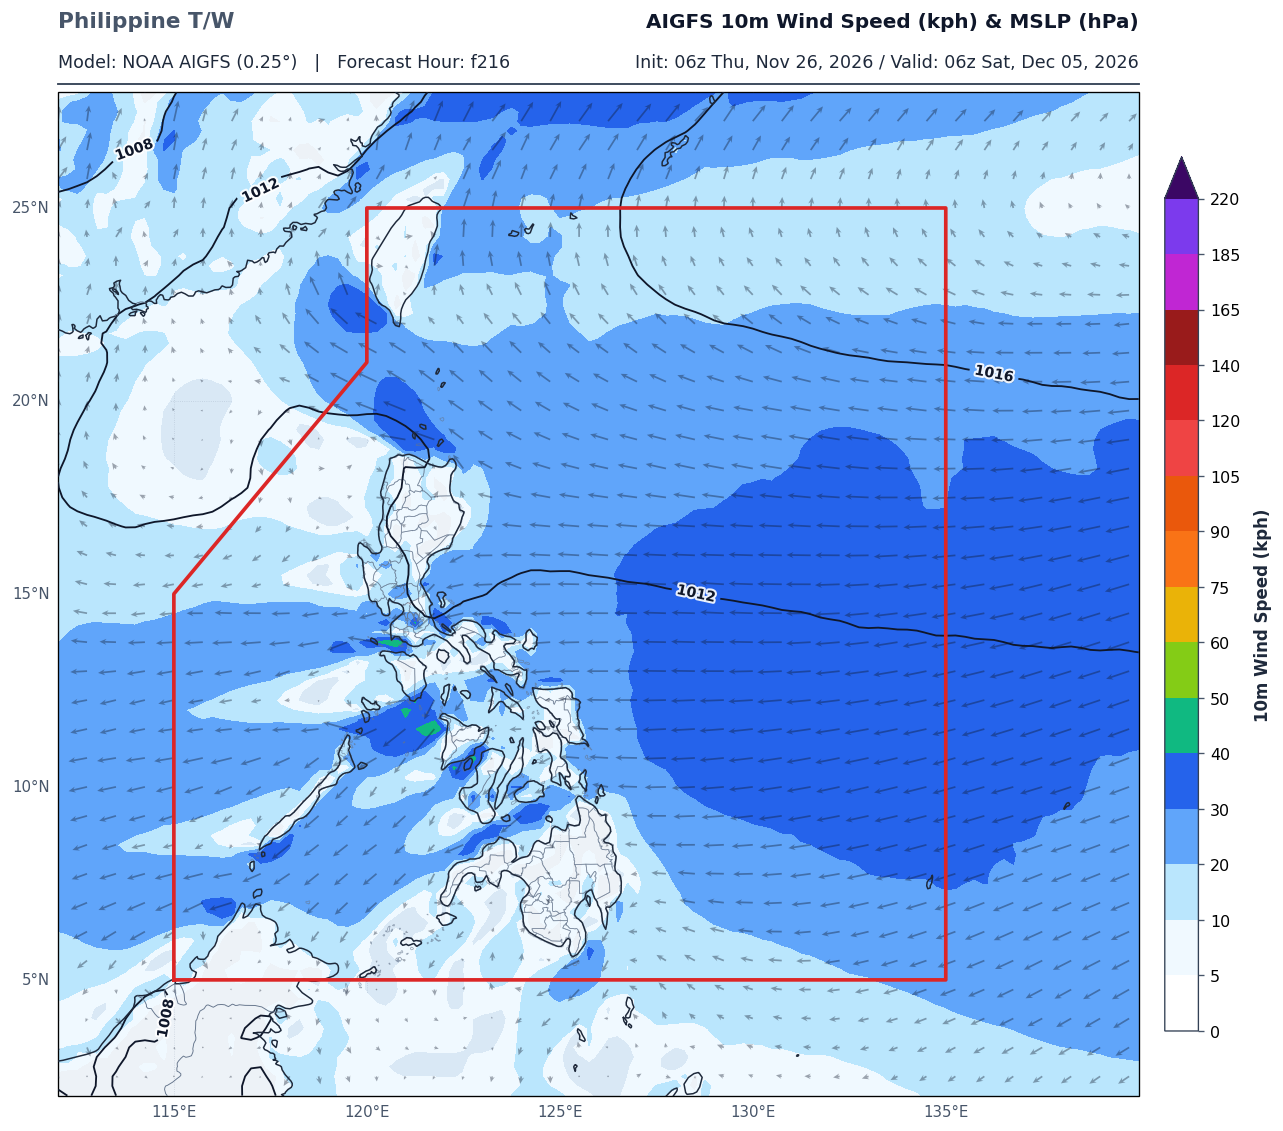 Philippine T/W
AIGFS 10m Wind Speed (kph) & MSLP (hPa)
Model: NOAA AIGFS (0.25°)   |   Forecast Hour: f216
Init: 06z Thu, Nov 26, 2026 / Valid: 06z Sat, Dec 05, 2026
1008
1012
1016
1012
1008
25°N
20°N
15°N
10°N
5°N
115°E
120°E
125°E
130°E
135°E
220
185
165
140
120
105
90
75
60
50
40
30
20
10
5
0
10m Wind Speed (kph)